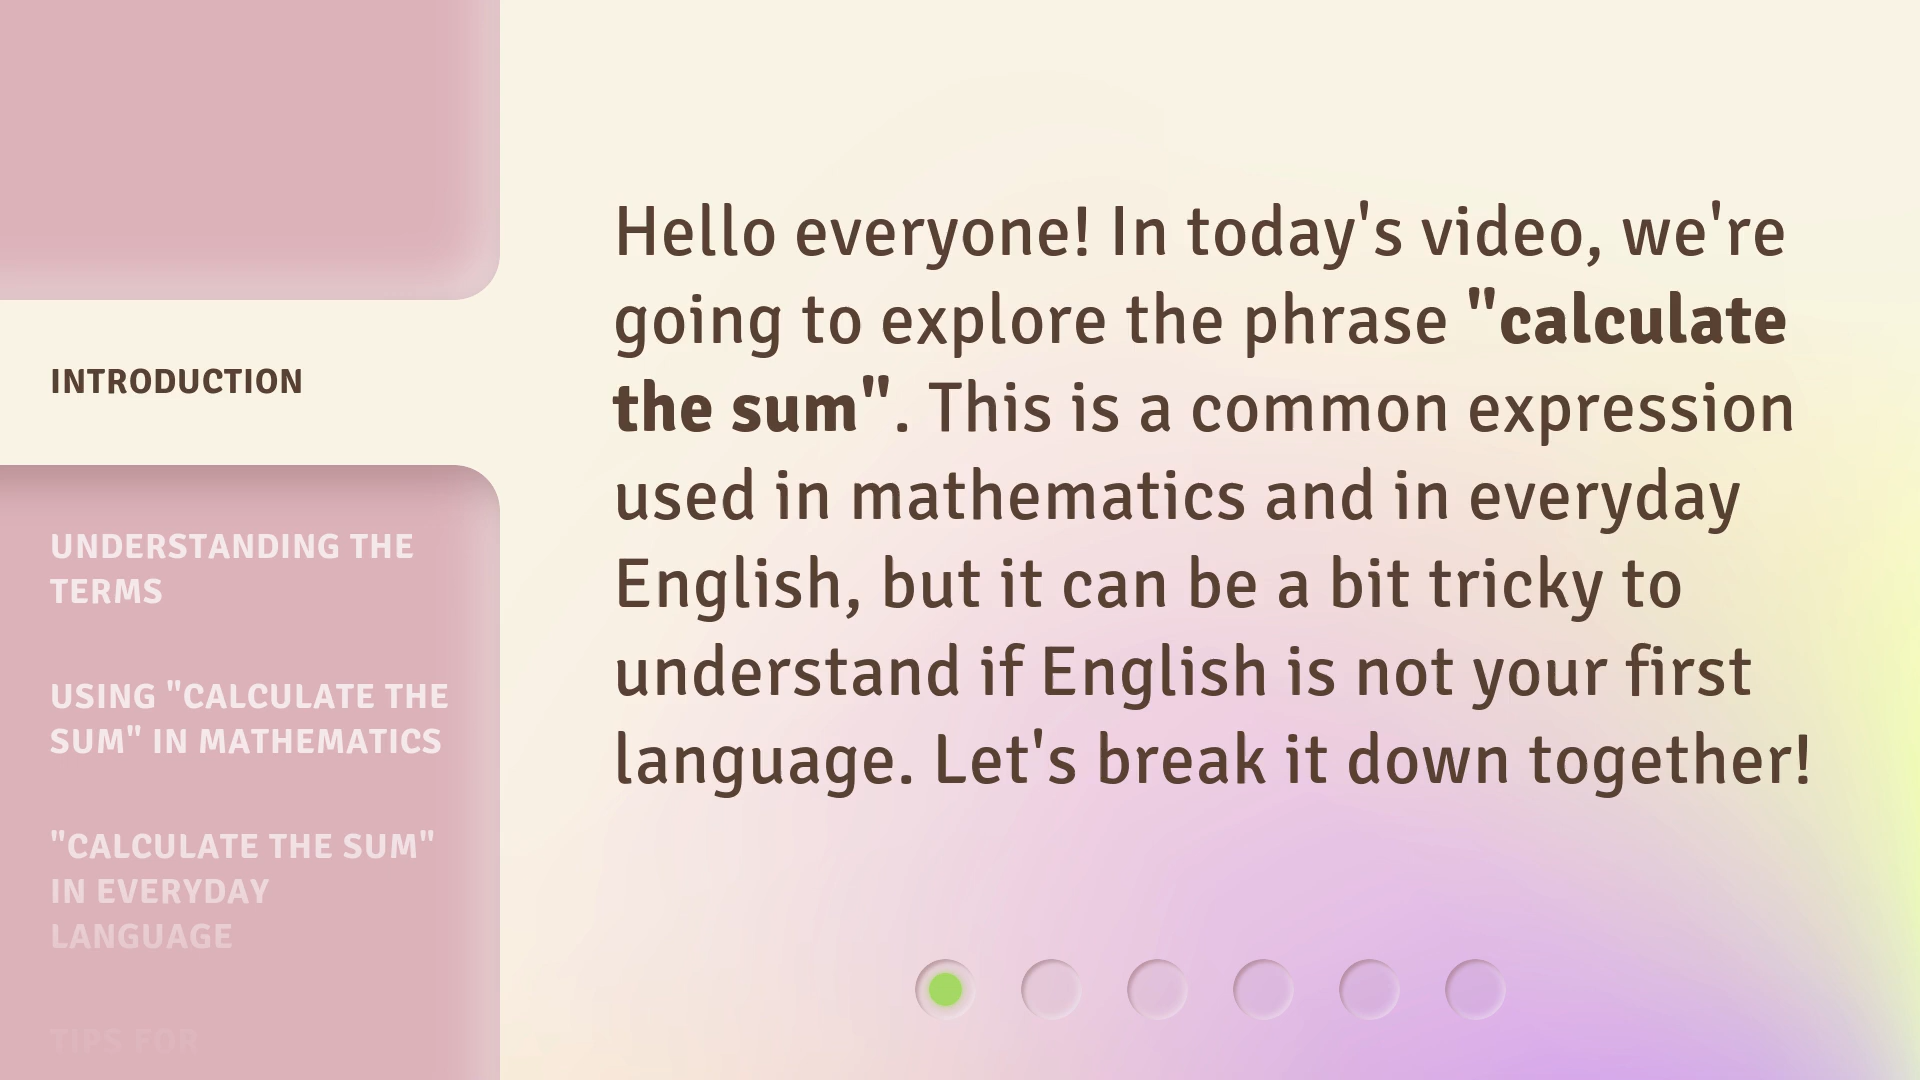 INTRODUCTION
UNDERSTANDING THE
TERMS
USING "CALCULATE THE
SUM" IN MATHEMATICS
"CALCULATE THE SUM"
IN EVERYDAY
LANGUAGE
TIPS FOR
Hello everyone! In today's video, we're
going to explore the phrase "calculate
the sum". This is a common expression
used in mathematics and in everyday
English, but it can be a bit tricky to
understand if English is not your first
language. Let's break it down together!